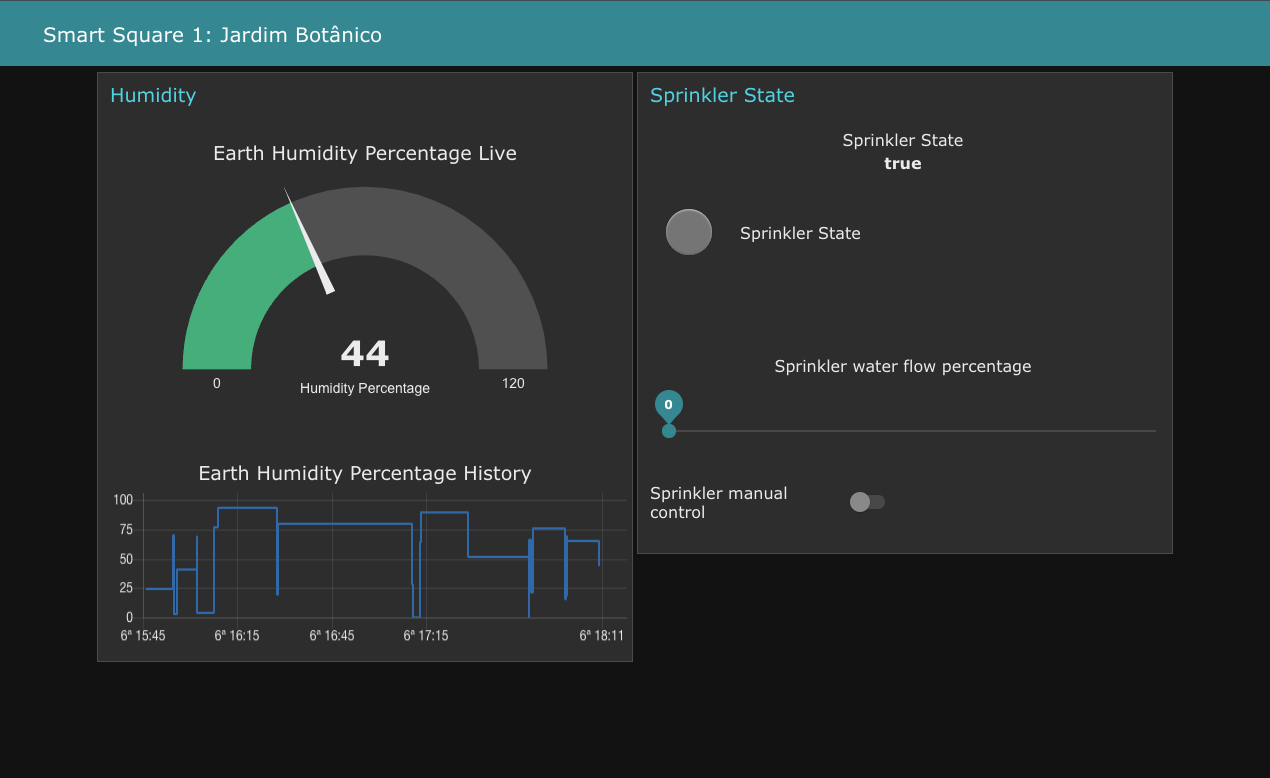 Smart Square 1: Jardim Botânico
Humidity
Earth Humidity Percentage Live
44
0
Humidity Percentage
120
Earth Humidity Percentage History
100
75
50
25
0
6ª 15:45
6ª 16:15
6ª 16:45
6ª 17:15
6ª 18:11
Sprinkler State
Sprinkler State
true
Sprinkler State
Sprinkler water flow percentage
0
Sprinkler manual
control